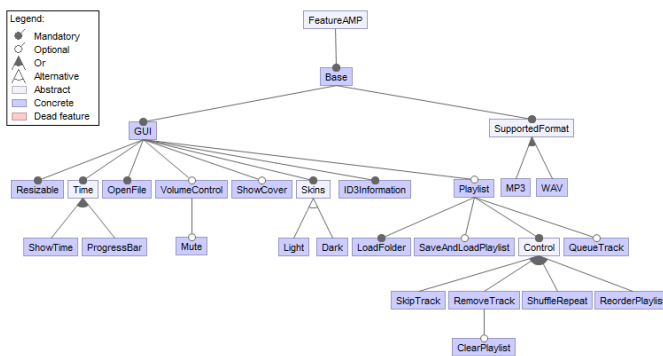 Legend:
Mandatory
Optional
Or
Alternative
Abstract
Concrete
Dead feature
FeatureAMP
Base
GUI
SupportedFormat
Resizable
Time
OpenFile
VolumeControl
ShowCover
Skins
ID3Information
Playlist
MP3
WAV
ShowTime
ProgressBar
Mute
Light
Dark
LoadFolder
SaveAndLoadPlaylist
Control
QueueTrack
SkipTrack
RemoveTrack
ShuffleRepeat
ReorderPlaylist
ClearPlaylist